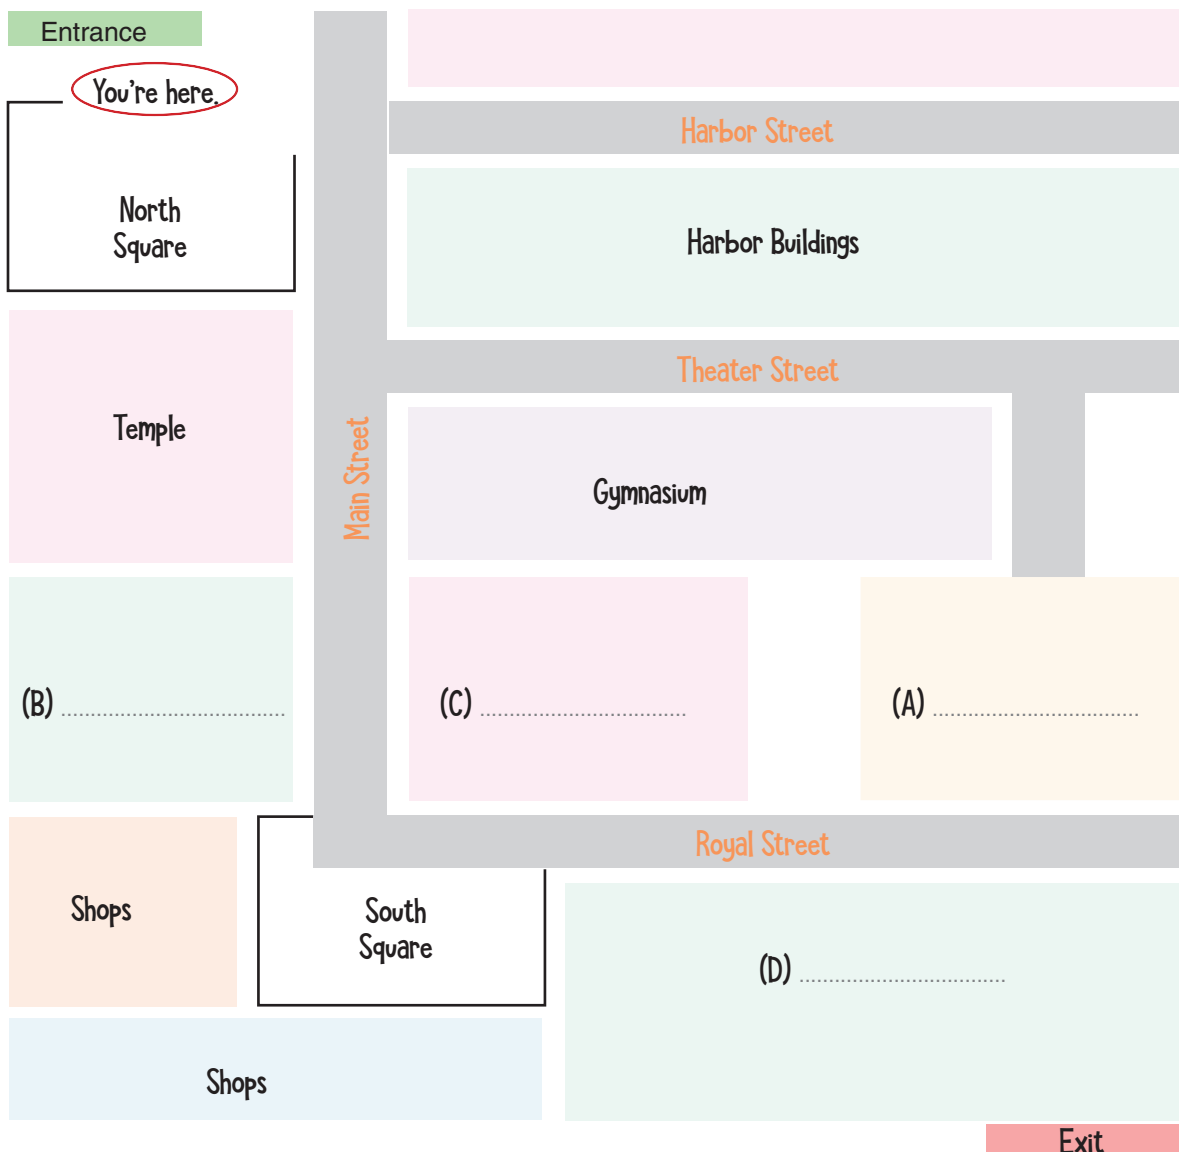 Entrance
You're here.
Harbor Street
North
Square
Harbor Buildings
Theater Street
Temple
Main Street
Gymnasium
(B) ........................................
(C) .....................................
(A) .....................................
Royal Street
Shops
South
Square
(D) .....................................
Shops
Exit